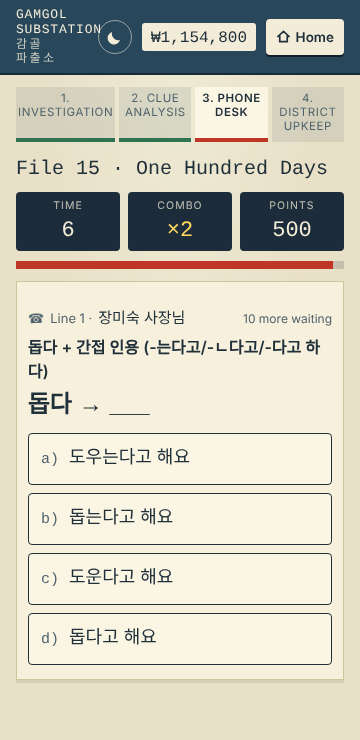 GAMGOL
SUBSTATION
감골
파출소
₩1,154,800
Home
1.
INVESTIGATION
2. CLUE
ANALYSIS
3. PHONE
DESK
4.
DISTRICT
UPKEEP
File 15 · One Hundred Days
TIME
6
COMBO
×2
POINTS
500
☎ Line 1 · 장미숙 사장님
10 more waiting
돕다 + 간접 인용 (-는다고/-ㄴ다고/-다고 하
다)
돕다 → ___
a) 도우는다고 해요
b) 돕는다고 해요
c) 도운다고 해요
d) 돕다고 해요